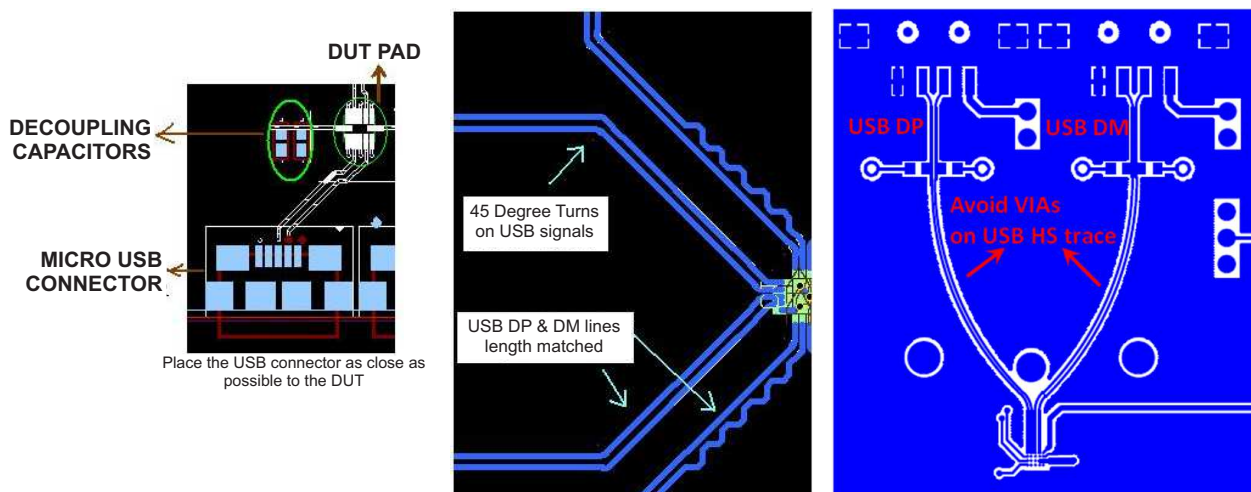 DUT PAD
DECOUPLING
CAPACITORS
MICRO USB
CONNECTOR
Place the USB connector as close as
possible to the DUT
45 Degree Turns
on USB signals
USB DP & DM lines
length matched
USB DP
USB DM
Avoid VIAs
on USB HS trace